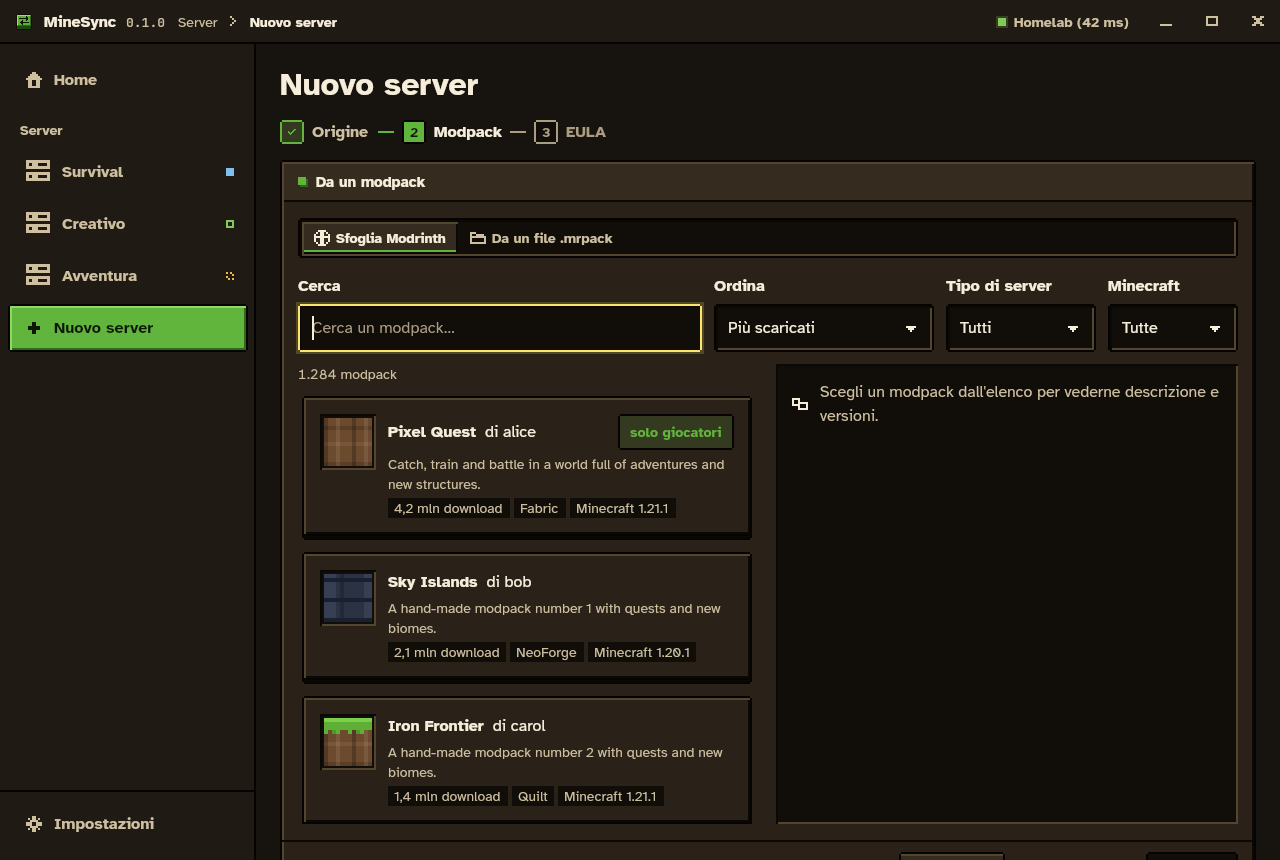 MineSync 0.1.0 Server Nuovo server
Homelab (42 ms)
Home
Server
Survival
Creativo
Avventura
Nuovo server
Impostazioni
Nuovo server
Origine 2 Modpack 3 EULA
Da un modpack
Sfoglia Modrinth Da un file .mrpack
Cerca Ordina Tipo di server Minecraft
Cerca un modpack... Più scaricati Tutti Tutte
1.284 modpack
Pixel Quest di alice solo giocatori
Catch, train and battle in a world full of adventures and
new structures.
4,2 mln download Fabric Minecraft 1.21.1
Sky Islands di bob
A hand-made modpack number 1 with quests and new
biomes.
2,1 mln download NeoForge Minecraft 1.20.1
Iron Frontier di carol
A hand-made modpack number 2 with quests and new
biomes.
1,4 mln download Quilt Minecraft 1.21.1
Scegli un modpack dall'elenco per vederne descrizione e
versioni.